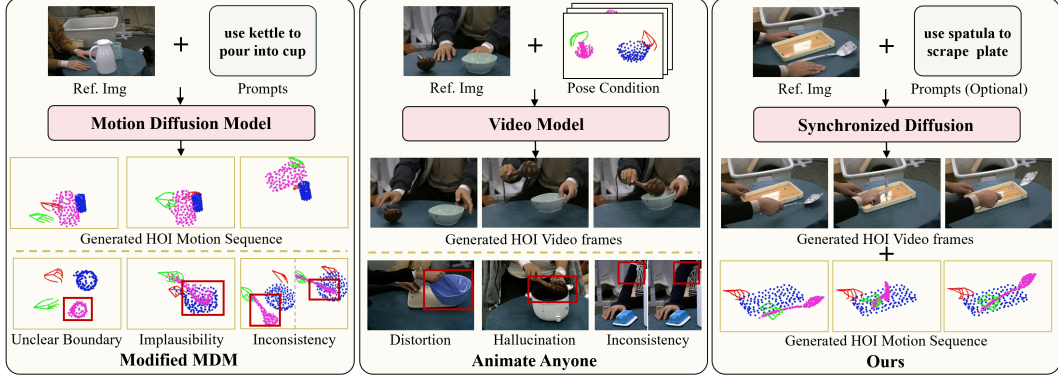 Ref. Img
+
use kettle to
pour into cup
Prompts
Motion Diffusion Model
Generated HOI Motion Sequence
Unclear Boundary
Implausibility
Inconsistency
Modified MDM
Ref. Img
+
Pose Condition
Video Model
Generated HOI Video frames
Distortion
Hallucination
Inconsistency
Animate Anyone
Ref. Img
+
use spatula to
scrape plate
Prompts (Optional)
Synchronized Diffusion
Generated HOI Video frames
+
Generated HOI Motion Sequence
Ours